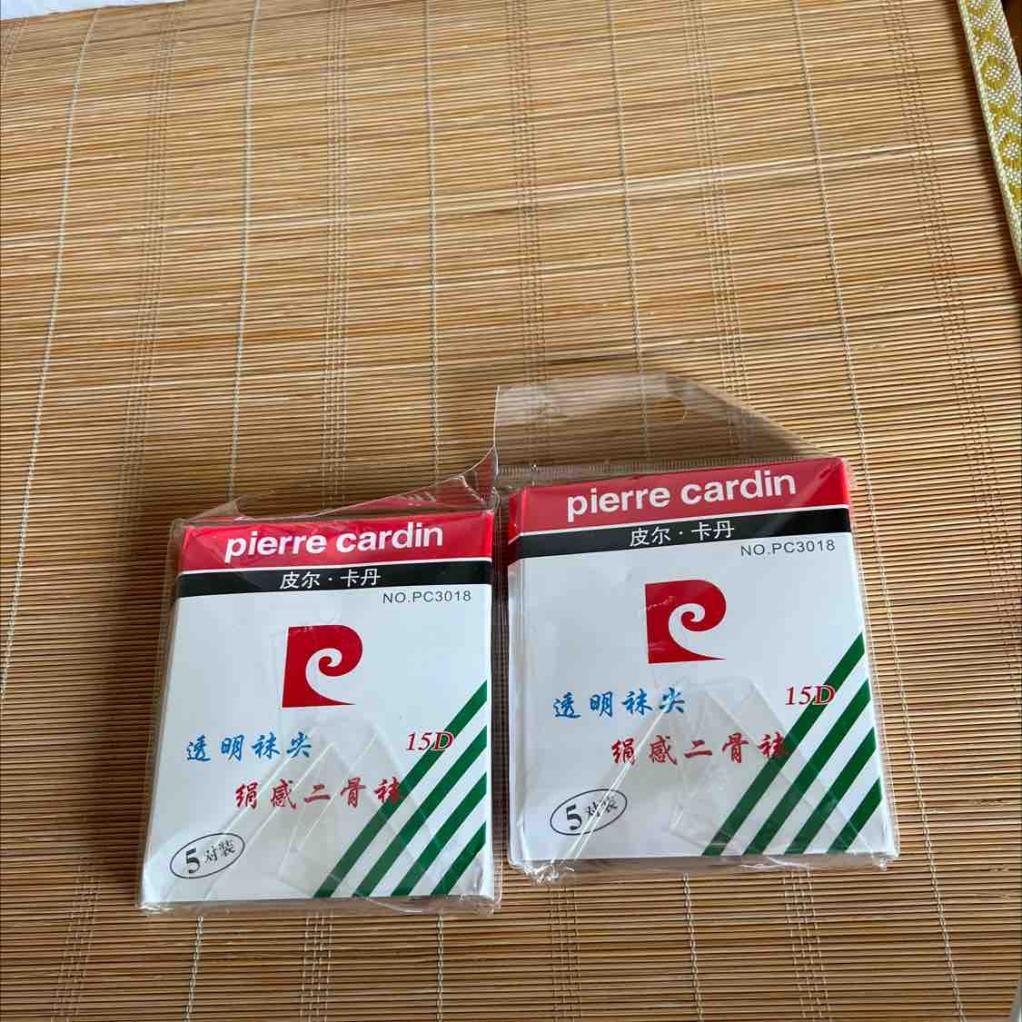 pierre cardin
皮尔·卡丹
NO.PC3018
透明袜尖
15D
绢感二骨袜
5对装
pierre cardin
皮尔·卡丹
NO.PC3018
透明袜尖
15D
绢感二骨袜
5对装